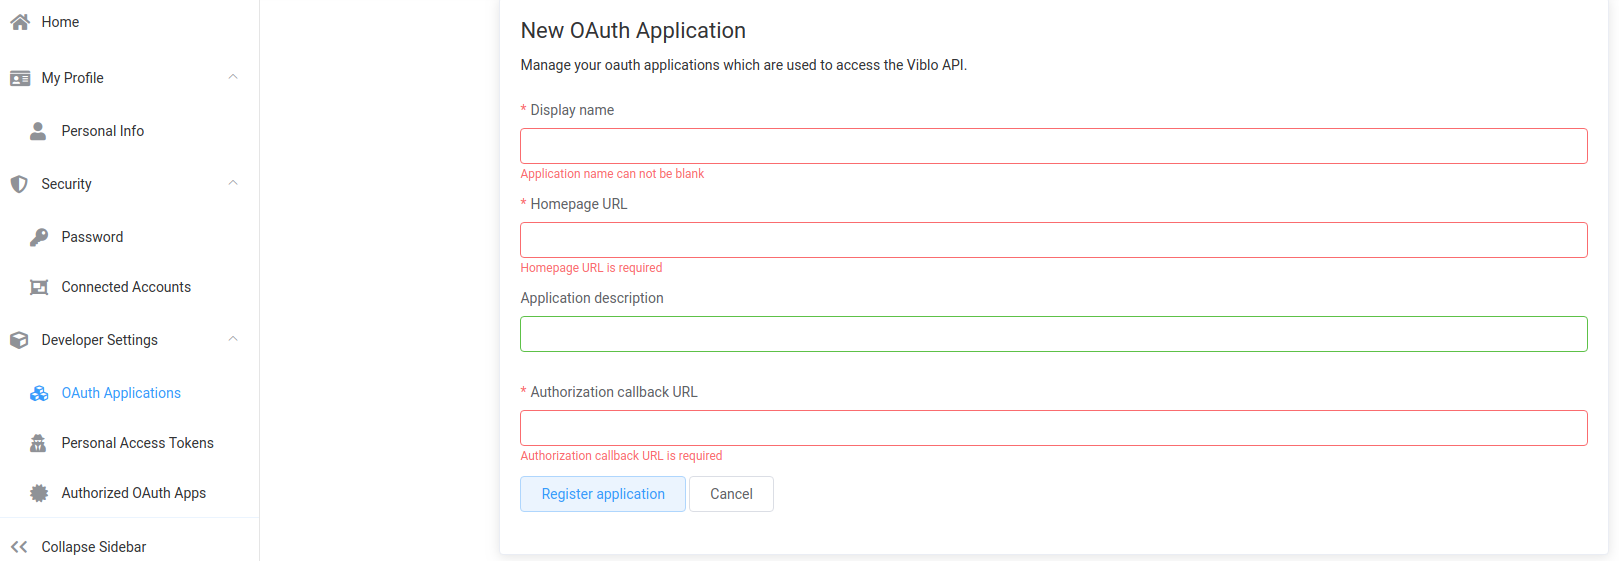 Home
My Profile
Personal Info
Security
Password
Connected Accounts
Developer Settings
OAuth Applications
Personal Access Tokens
Authorized OAuth Apps
Collapse Sidebar
New OAuth Application
Manage your oauth applications which are used to access the Viblo API.
* Display name
Application name can not be blank
* Homepage URL
Homepage URL is required
Application description
* Authorization callback URL
Authorization callback URL is required
Register application
Cancel